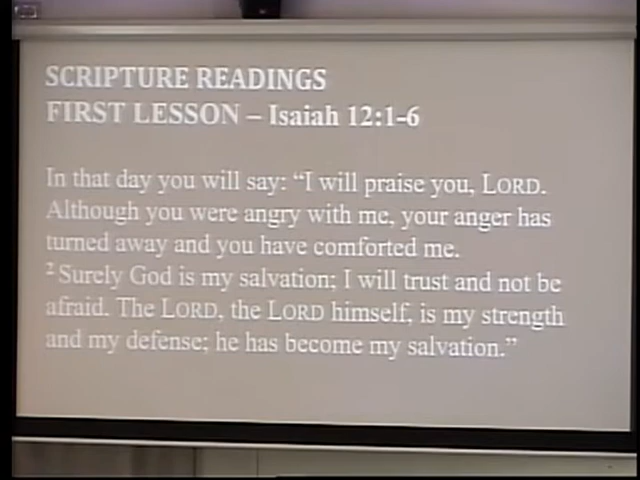 SCRIPTURE READINGS
FIRST LESSON – Isaiah 12:1-6
In that day you will say: “I will praise you, LORD.
Although you were angry with me, your anger has
turned away and you have comforted me.
² Surely God is my salvation; I will trust and not be
afraid. The LORD, the LORD himself, is my strength
and my defense; he has become my salvation.”